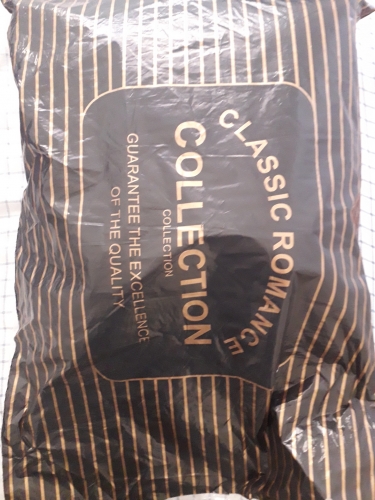 CLASSIC ROMANCE
COLLECTION
COLLECTION
GUARANTEE THE EXCELLENCE
OF THE QUALITY